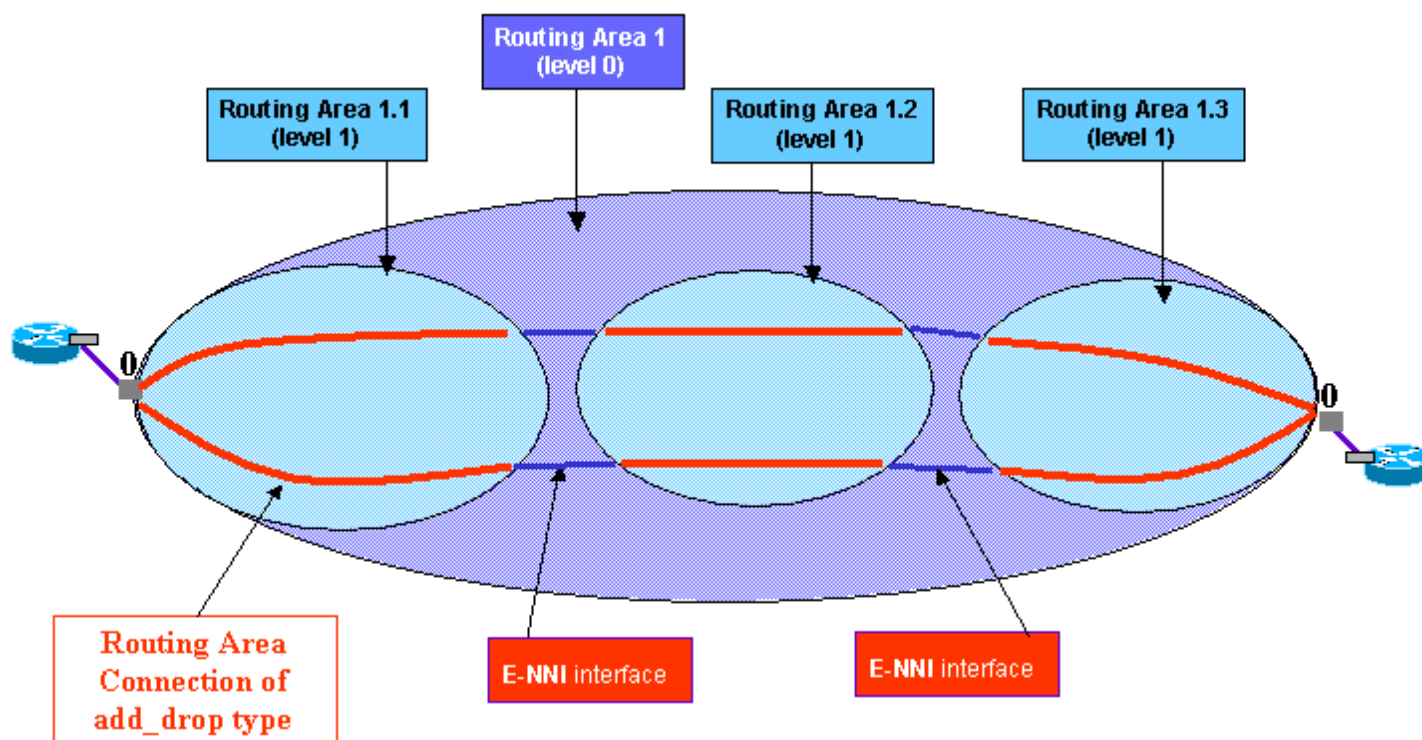 Routing Area 1
(level 0)
Routing Area 1.1
(level 1)
Routing Area 1.2
(level 1)
Routing Area 1.3
(level 1)
0
0
Routing Area
Connection of
add_drop type
E-NNI interface
E-NNI interface